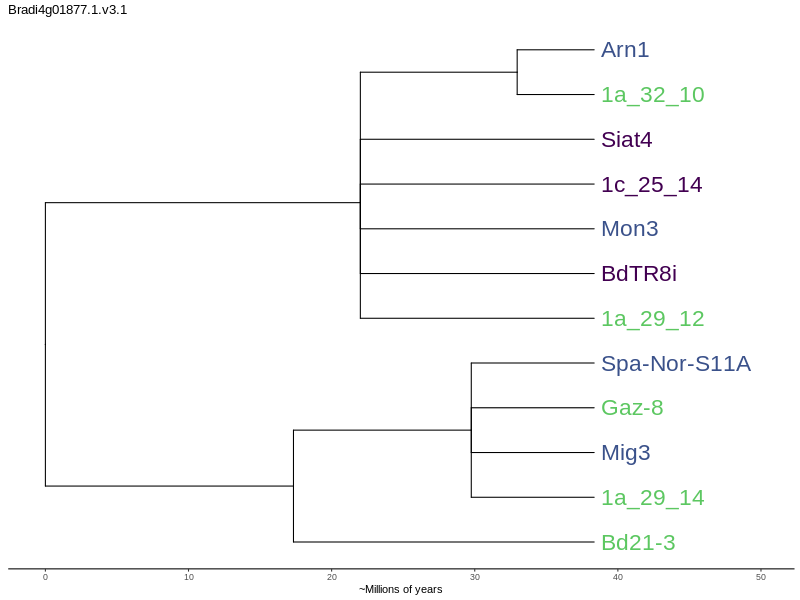 Bradi4g01877.1.v3.1
Arn1
1a_32_10
Siat4
1c_25_14
Mon3
BdTR8i
1a_29_12
Spa-Nor-S11A
Gaz-8
Mig3
1a_29_14
Bd21-3
0 10 20 30 40 50
~Millions of years